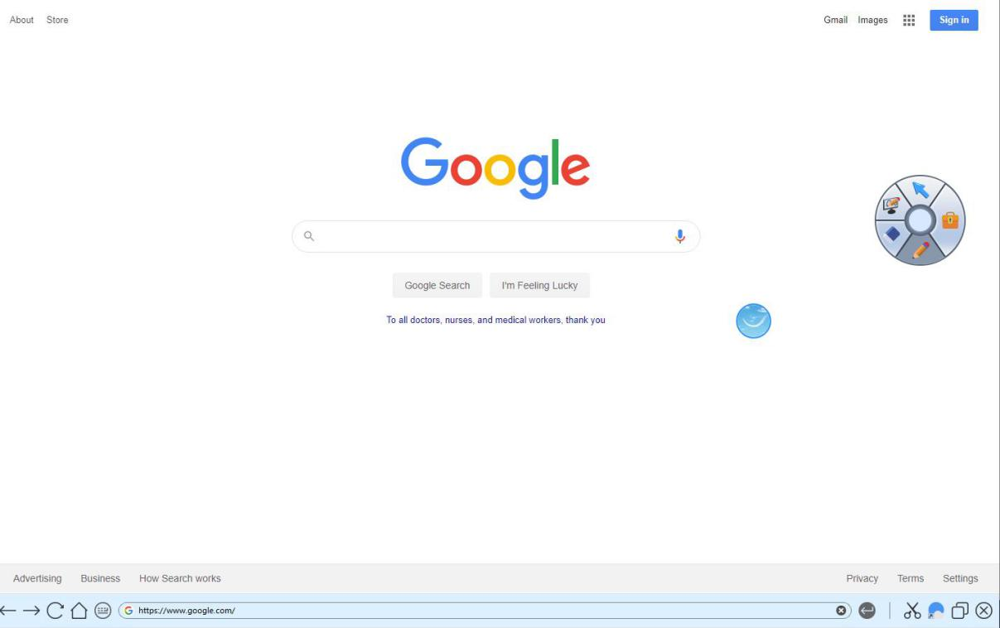 About Store Gmail Images Sign in
Google
Google Search I'm Feeling Lucky
To all doctors, nurses, and medical workers, thank you
Advertising Business How Search works Privacy Terms Settings
https://www.google.com/